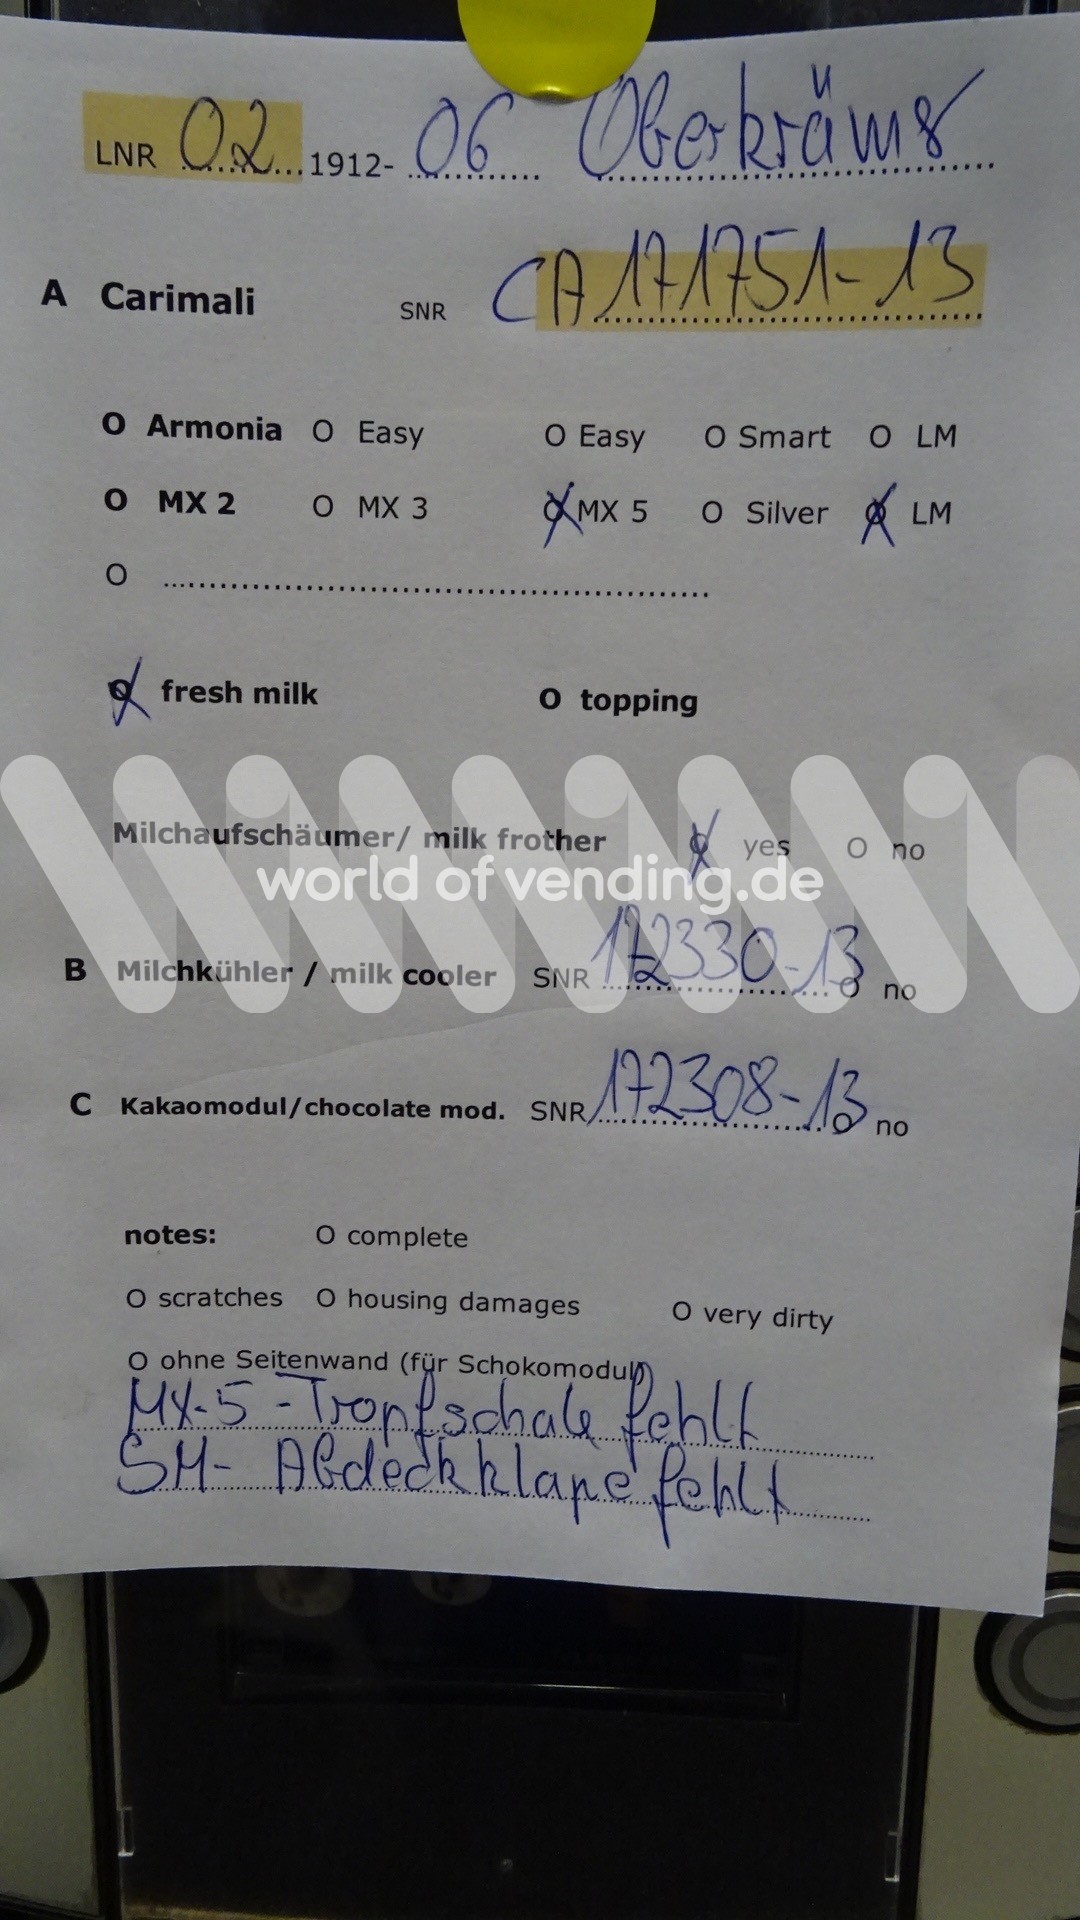 LNR 02 1912- 06 Oberkräms
A Carimali SNR CA171751-13
O Armonia O Easy O Easy O Smart O LM
O MX 2 O MX 3 O MX 5 O Silver O LM
O
O fresh milk O topping
Milchaufschäumer/ milk frother O yes O no
world of vending.de
B Milchkühler / milk cooler SNR 172330-13 O no
C Kakaomodul/chocolate mod. SNR 172308-13 O no
notes: O complete
O scratches O housing damages O very dirty
O ohne Seitenwand (für Schokomodul)
MX-5 - Tropfschale fehlt
SM- Abdeckklape fehlt